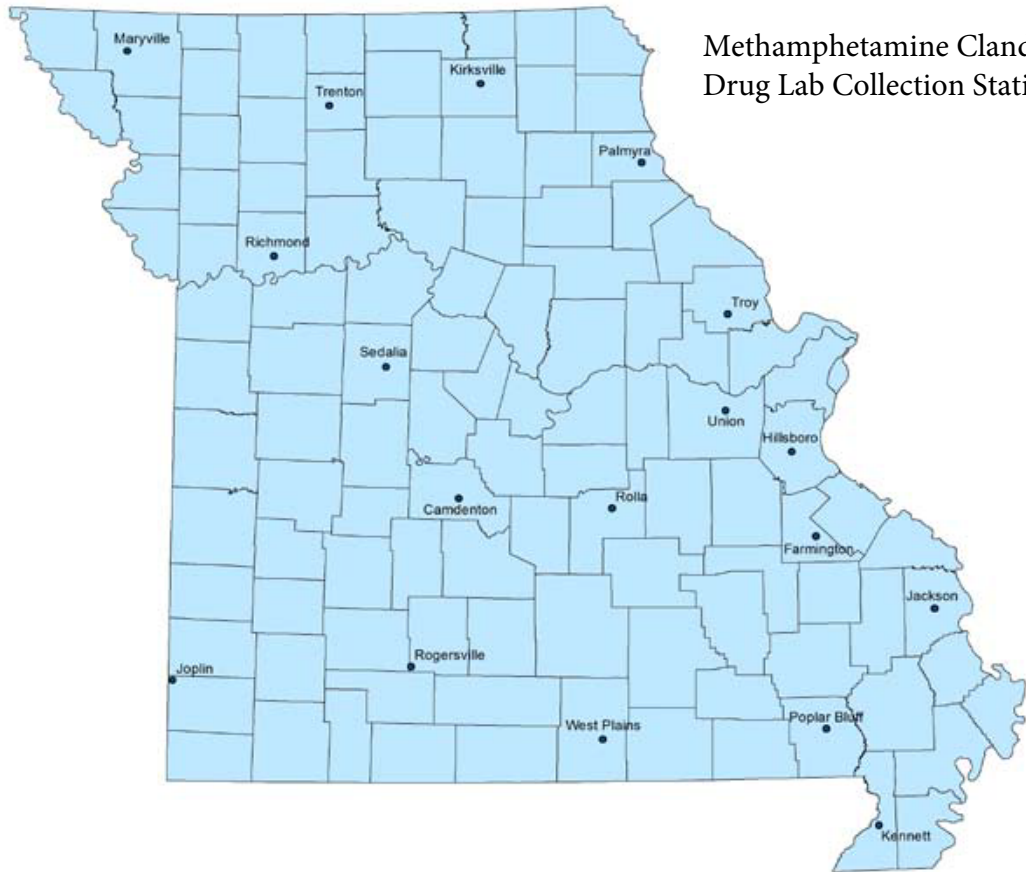 Methamphetamine Clanc
Drug Lab Collection Stati
Maryville
Kirksville
Trenton
Palmyra
Richmond
Troy
Sedalia
Union
Hillsboro
Camdenton
Rolla
Farmington
Jackson
Rogersville
Joplin
West Plains
Poplar Bluff
Kennett